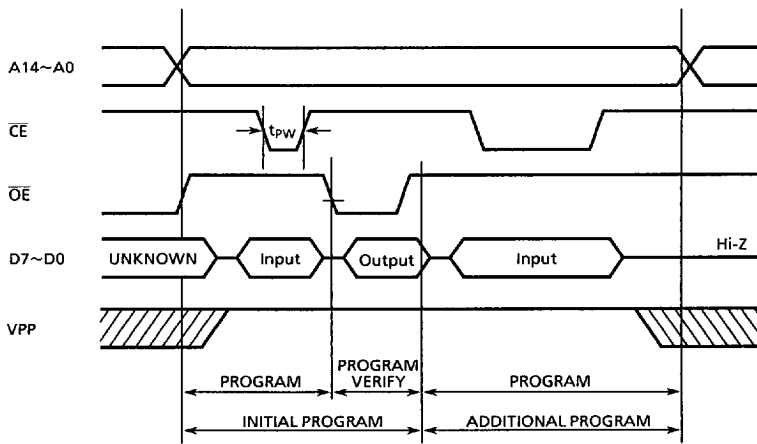 A14~A0
CE
tPW
OE
D7~D0
UNKNOWN
Input
Output
Input
Hi-Z
VPP
PROGRAM
PROGRAM
VERIFY
PROGRAM
INITIAL PROGRAM
ADDITIONAL PROGRAM